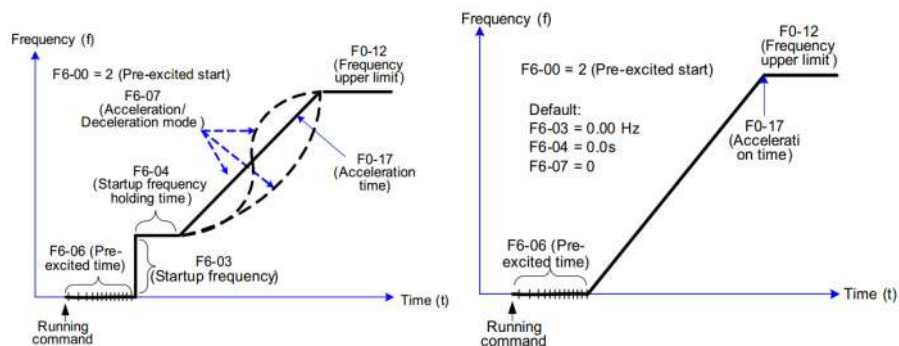 Frequency (f)
F6-00 = 2 (Pre-excited start)
F0-12
(Frequency
upper limit)
F6-07
(Acceleration/
Deceleration mode)
F0-17
(Acceleration
time)
F6-04
(Startup frequency
holding time)
F6-06 (Pre-
excited time)
F6-03
(Startup frequency)
Time (t)
Running
command
Frequency (f)
F0-12
(Frequency
upper limit)
F6-00 = 2 (Pre-excited start)
Default:
F6-03 = 0.00 Hz
F6-04 = 0.0s
F6-07 = 0
F0-17
(Accelerati
on time)
F6-06 (Pre-
excited time)
Time (t)
Running
command